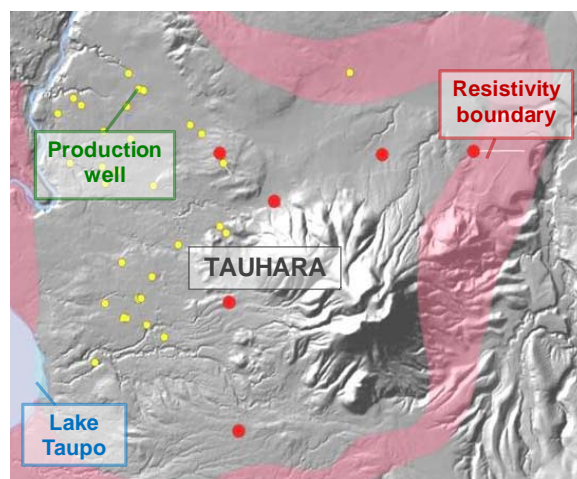 Resistivity
boundary
Production
well
TAUHARA
Lake
Taupo